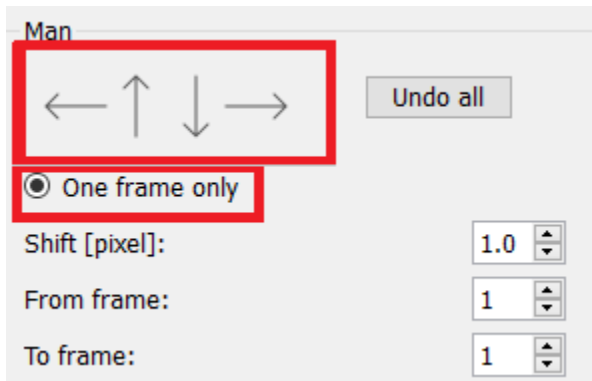 Man
Undo all
One frame only
Shift [pixel]: 1.0
From frame: 1
To frame: 1